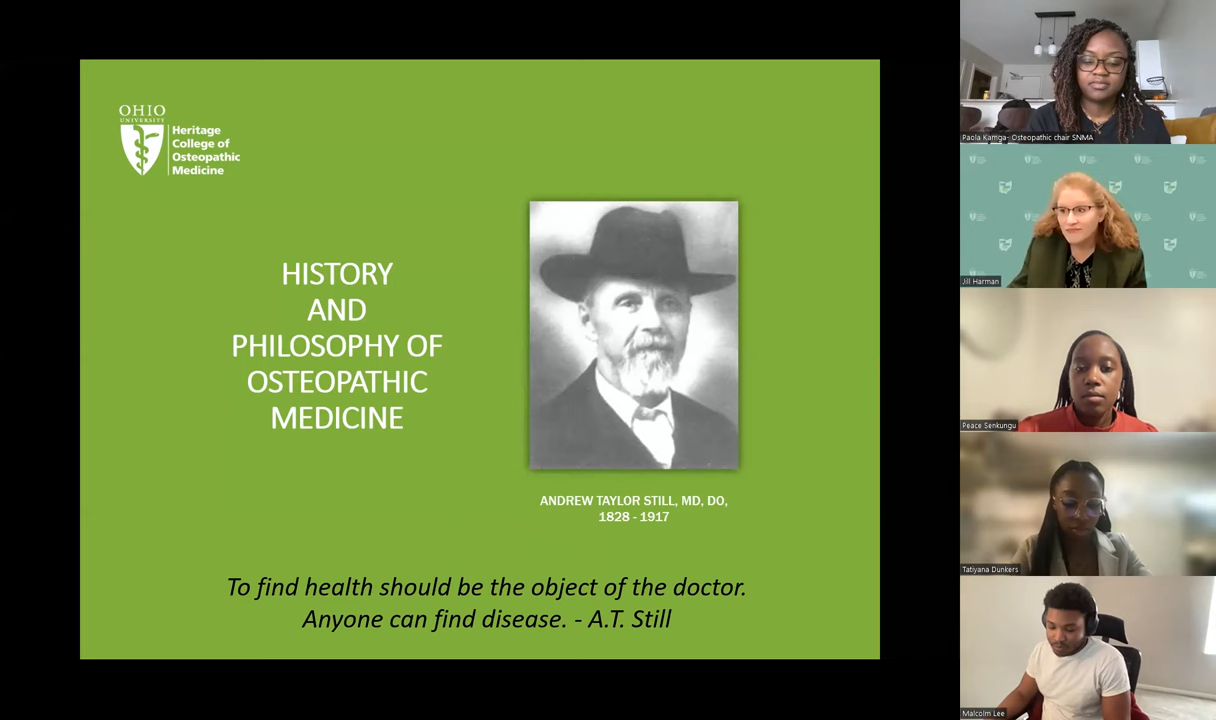 OHIO
UNIVERSITY
Heritage
College of
Osteopathic
Medicine
HISTORY
AND
PHILOSOPHY OF
OSTEOPATHIC
MEDICINE
ANDREW TAYLOR STILL, MD, DO,
1828 - 1917
To find health should be the object of the doctor.
Anyone can find disease. - A.T. Still
Paola Kamga- Osteopathic chair SNMA
Jill Harman
Peace Senkungu
Tatiyana Dunkers
Malcolm Lee